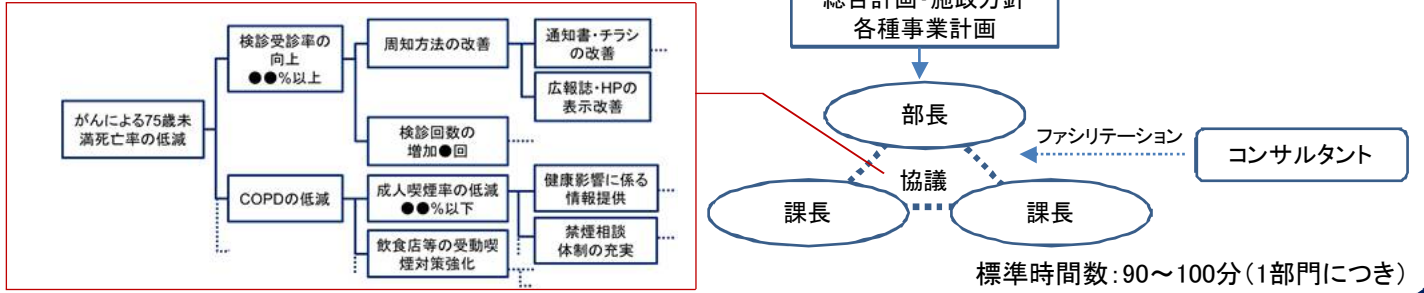 検診受診率の
向上
●●%以上
周知方法の改善
通知書・チラシ
の改善
広報誌・HPの
表示改善
がんによる75歳未
満死亡率の低減
検診回数の
増加●回
COPDの低減
成人喫煙率の低減
●●%以下
健康影響に係る
情報提供
禁煙相談
体制の充実
飲食店等の受動喫
煙対策強化
総合計画・施政方針
各種事業計画
部長
ファシリテーション
コンサルタント
協議
課長
課長
標準時間数:90～100分(1部門につき)